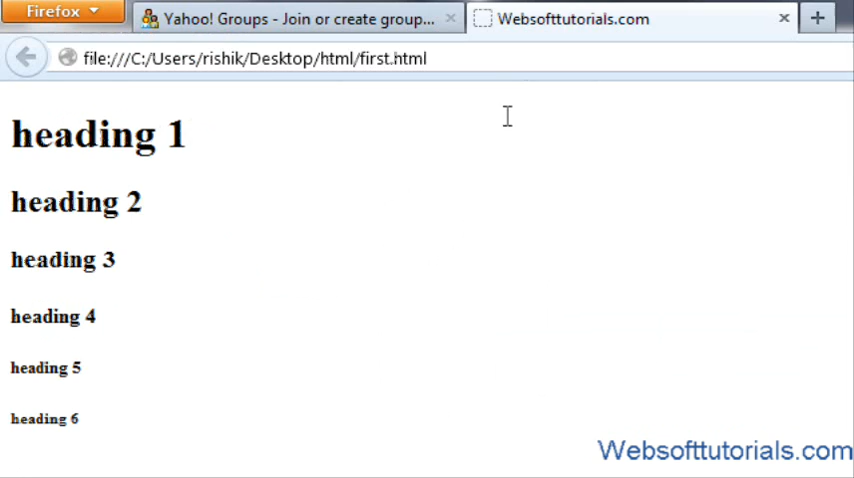 Firefox
Yahoo! Groups - Join or create group...
Websofttutorials.com
file:///C:/Users/rishik/Desktop/html/first.html
heading 1
heading 2
heading 3
heading 4
heading 5
heading 6
Websofttutorials.com